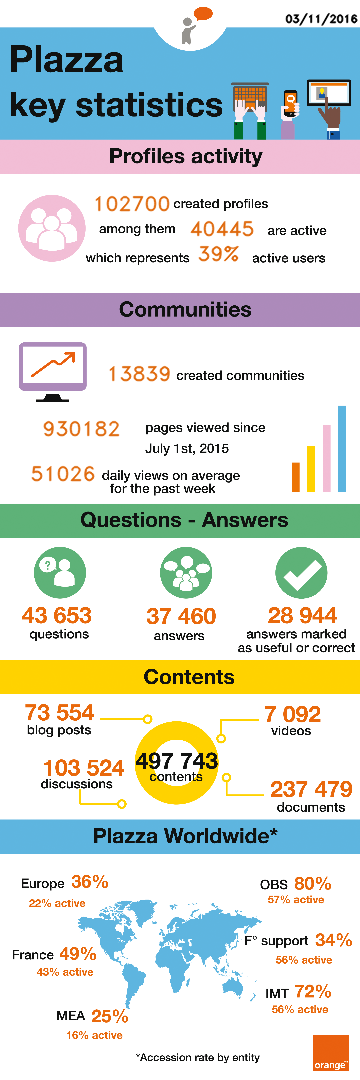 03/11/2016
Plazza
key statistics
Profiles activity
102700 created profiles
among them 40445 are active
which represents 39% active users
Communities
13839 created communities
930182 pages viewed since
July 1st, 2015
51026 daily views on average
for the past week
Questions - Answers
?
43 653
questions
37 460
answers
28 944
answers marked
as useful or correct
Contents
73 554
blog posts
7 092
videos
497 743
contents
103 524
discussions
237 479
documents
Plazza Worldwide*
Europe 36%
22% active
OBS 80%
57% active
France 49%
43% active
F° support 34%
56% active
IMT 72%
56% active
MEA 25%
16% active
*Accession rate by entity
orange™